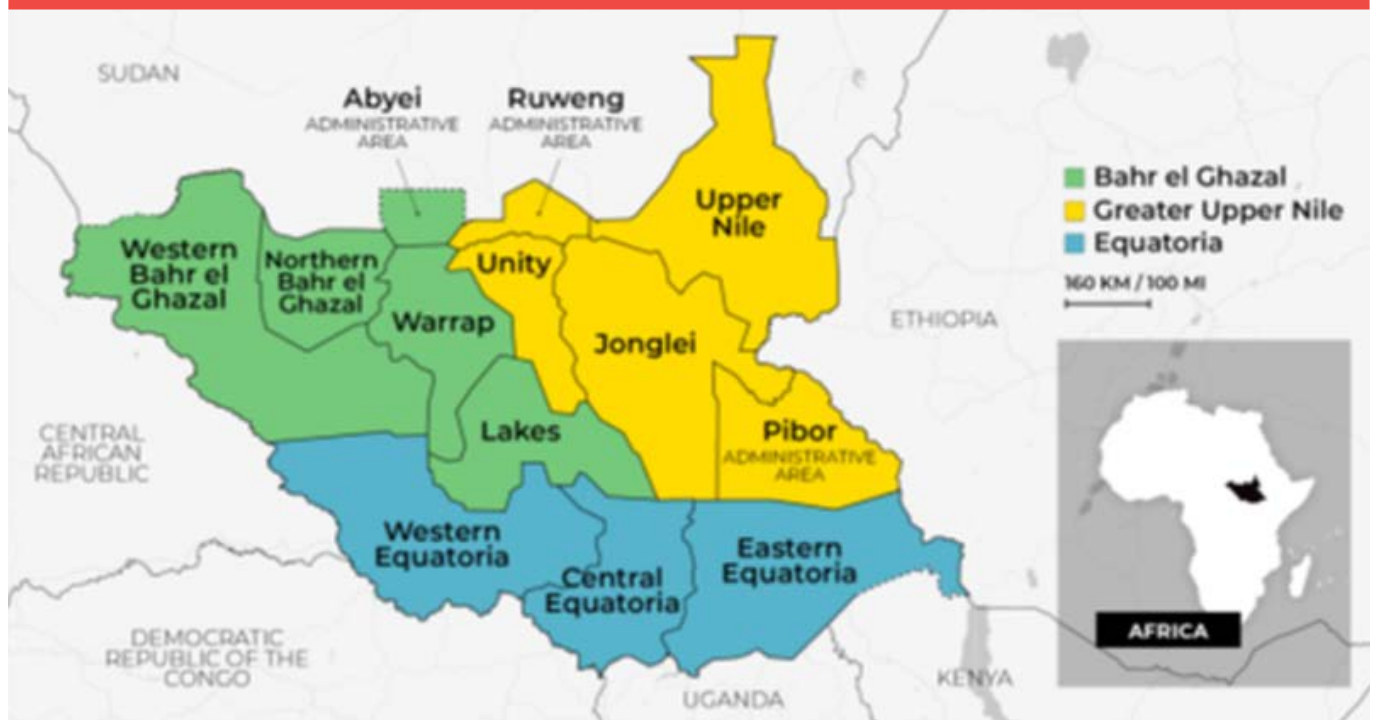 SUDAN
Abyei
ADMINISTRATIVE
AREA
Ruweng
ADMINISTRATIVE
AREA
Upper
Nile
Bahr el Ghazal
Greater Upper Nile
Equatoria
160 KM / 100 MI
Western
Bahr el
Ghazal
Northern
Bahr el
Ghazal
Unity
Warrap
Jonglei
ETHIOPIA
Lakes
Pibor
ADMINISTRATIVE
AREA
CENTRAL
AFRICAN
REPUBLIC
Western
Equatoria
Central
Equatoria
Eastern
Equatoria
AFRICA
DEMOCRATIC
REPUBLIC OF THE
CONGO
UGANDA
KENYA